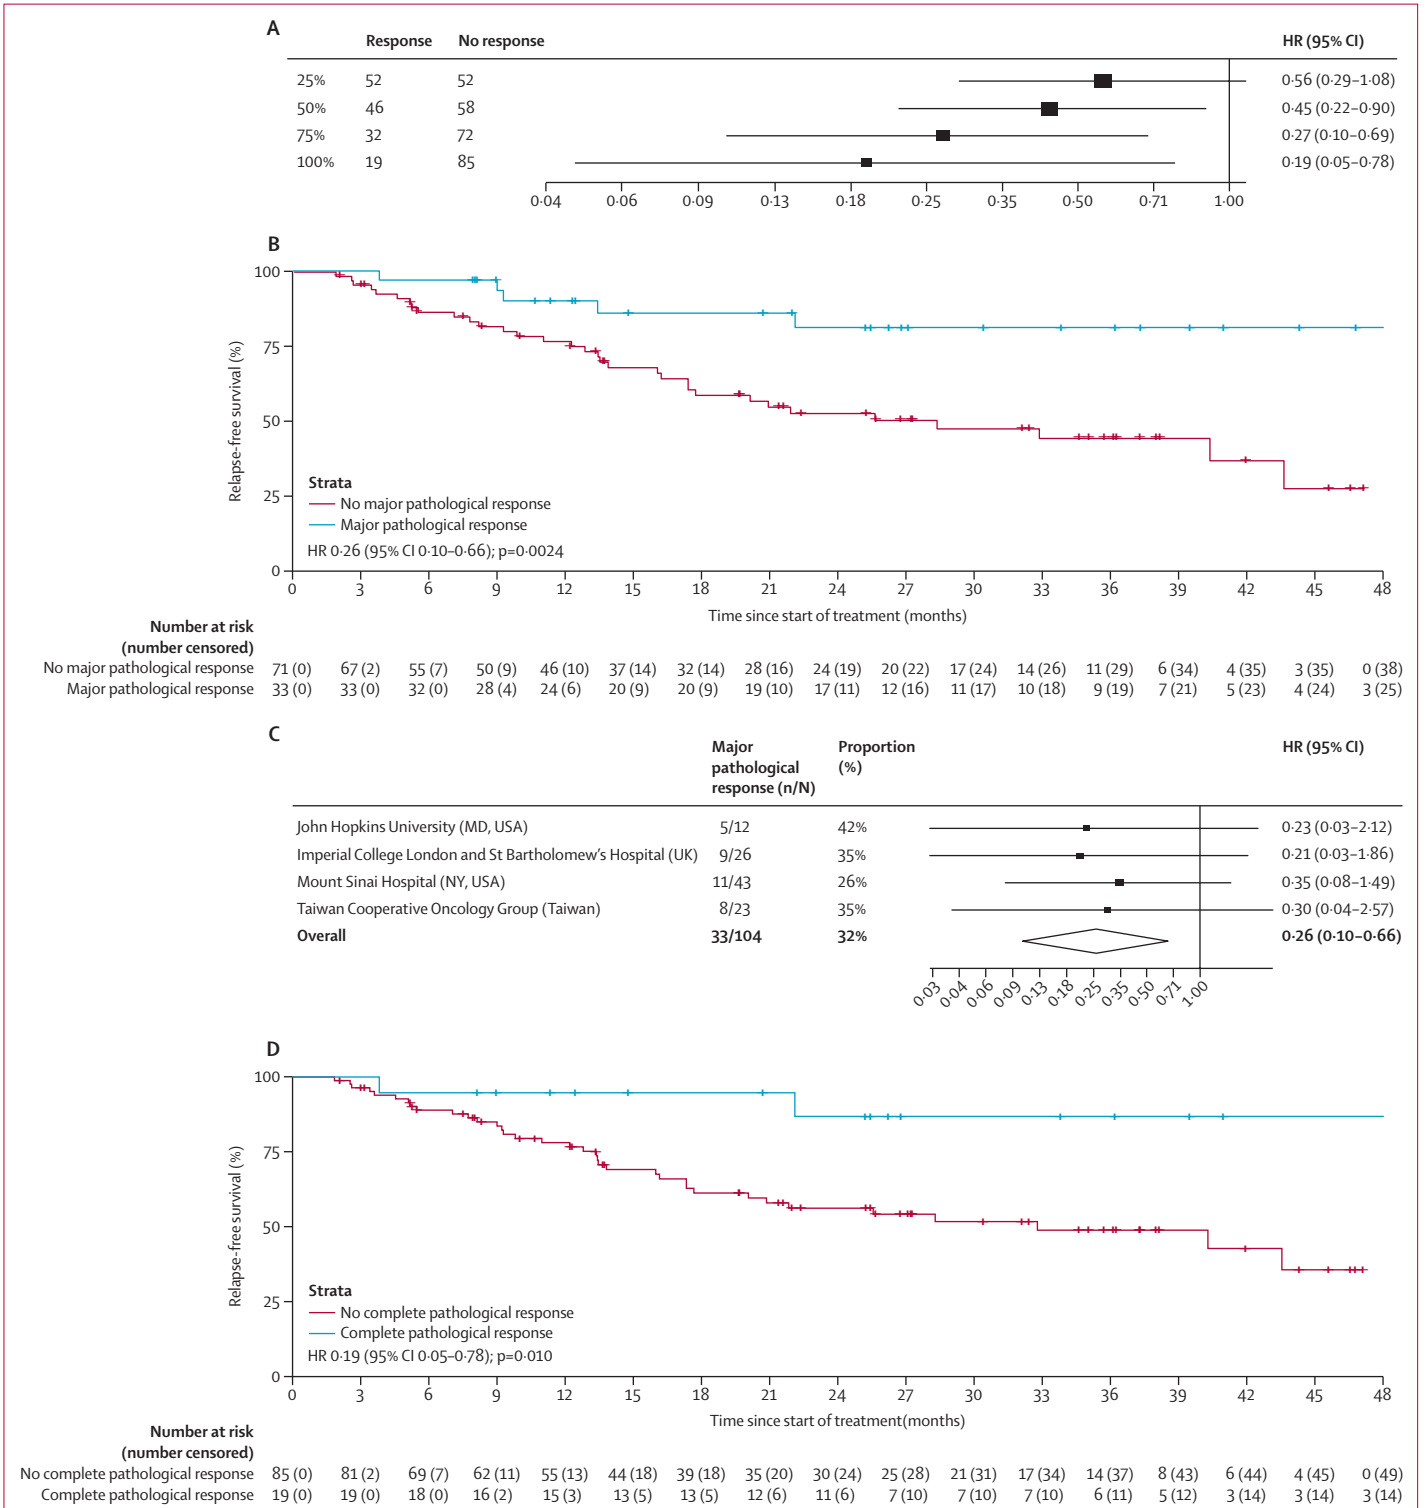 A
Response No response HR (95% CI)
25% 52 52 0·56 (0·29–1·08)
50% 46 58 0·45 (0·22–0·90)
75% 32 72 0·27 (0·10–0·69)
100% 19 85 0·19 (0·05–0·78)
0·04 0·06 0·09 0·13 0·18 0·25 0·35 0·50 0·71 1·00
B
100
75
50
25
0
Relapse-free survival (%)
Strata
No major pathological response
Major pathological response
HR 0·26 (95% CI 0·10–0·66); p=0·0024
0 3 6 9 12 15 18 21 24 27 30 33 36 39 42 45 48
Time since start of treatment (months)
Number at risk
(number censored)
No major pathological response 71 (0) 67 (2) 55 (7) 50 (9) 46 (10) 37 (14) 32 (14) 28 (16) 24 (19) 20 (22) 17 (24) 14 (26) 11 (29) 6 (34) 4 (35) 3 (35) 0 (38)
Major pathological response 33 (0) 33 (0) 32 (0) 28 (4) 24 (6) 20 (9) 20 (9) 19 (10) 17 (11) 12 (16) 11 (17) 10 (18) 9 (19) 7 (21) 5 (23) 4 (24) 3 (25)
C
Major Proportion HR (95% CI)
pathological (%)
response (n/N)
John Hopkins University (MD, USA) 5/12 42% 0·23 (0·03–2·12)
Imperial College London and St Bartholomew's Hospital (UK) 9/26 35% 0·21 (0·03–1·86)
Mount Sinai Hospital (NY, USA) 11/43 26% 0·35 (0·08–1·49)
Taiwan Cooperative Oncology Group (Taiwan) 8/23 35% 0·30 (0·04–2·57)
Overall 33/104 32% 0·26 (0·10–0·66)
0·03 0·04 0·06 0·09 0·13 0·18 0·25 0·35 0·50 0·71 1·00
D
100
75
50
25
0
Relapse-free survival (%)
Strata
No complete pathological response
Complete pathological response
HR 0·19 (95% CI 0·05–0·78); p=0·010
0 3 6 9 12 15 18 21 24 27 30 33 36 39 42 45 48
Time since start of treatment(months)
Number at risk
(number censored)
No complete pathological response 85 (0) 81 (2) 69 (7) 62 (11) 55 (13) 44 (18) 39 (18) 35 (20) 30 (24) 25 (28) 21 (31) 17 (34) 14 (37) 8 (43) 6 (44) 4 (45) 0 (49)
Complete pathological response 19 (0) 19 (0) 18 (0) 16 (2) 15 (3) 13 (5) 13 (5) 12 (6) 11 (6) 7 (10) 7 (10) 7 (10) 6 (11) 5 (12) 3 (14) 3 (14) 3 (14)